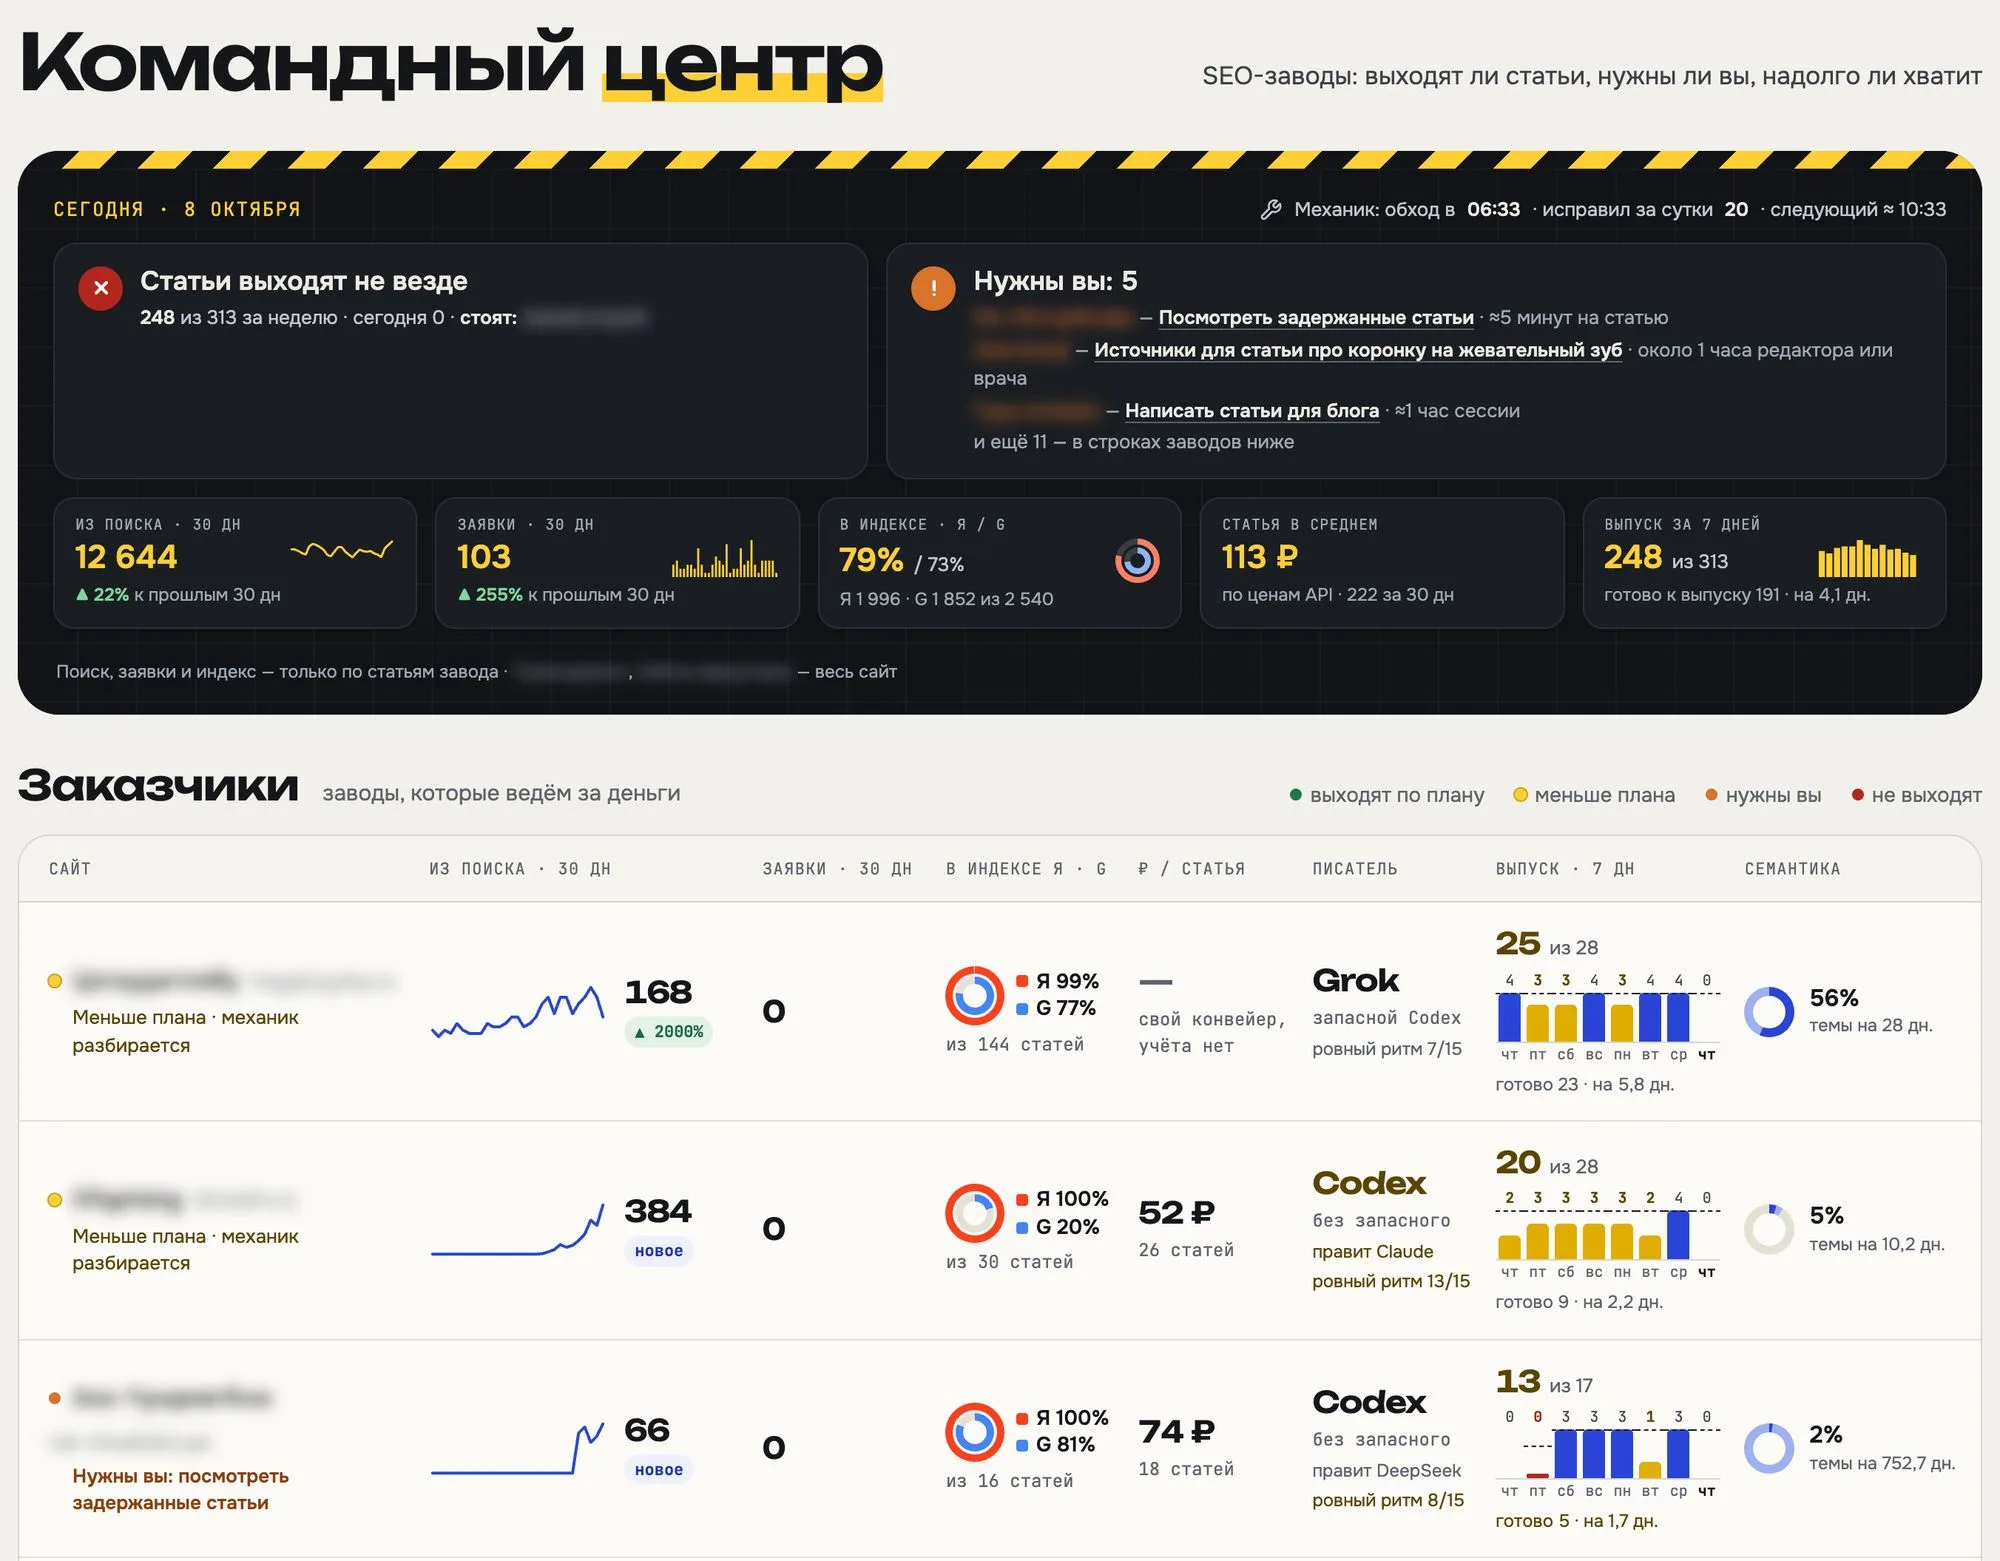 Командный центр
SEO-заводы: выходят ли статьи, нужны ли вы, надолго ли хватит
СЕГОДНЯ · 8 ОКТЯБРЯ
Механик: обход в 06:33 · исправил за сутки 20 · следующий ≈ 10:33
Статьи выходят не везде
248 из 313 за неделю · сегодня 0 · стоят:
Нужны вы: 5
— Посмотреть задержанные статьи · ≈5 минут на статью
— Источники для статьи про коронку на жевательный зуб · около 1 часа редактора или
врача
— Написать статьи для блога · ≈1 час сессии
и ещё 11 — в строках заводов ниже
ИЗ ПОИСКА · 30 ДН
12 644
▲ 22% к прошлым 30 дн
ЗАЯВКИ · 30 ДН
103
▲ 255% к прошлым 30 дн
В ИНДЕКСЕ · Я / G
79% / 73%
Я 1 996 · G 1 852 из 2 540
СТАТЬЯ В СРЕДНЕМ
113 ₽
по ценам API · 222 за 30 дн
ВЫПУСК ЗА 7 ДНЕЙ
248 из 313
готово к выпуску 191 · на 4,1 дн.
Поиск, заявки и индекс — только по статьям завода · , — весь сайт
Заказчики
заводы, которые ведём за деньги
выходят по плану
меньше плана
нужны вы
не выходят
САЙТ
ИЗ ПОИСКА · 30 ДН
ЗАЯВКИ · 30 ДН
В ИНДЕКСЕ Я · G
₽ / СТАТЬЯ
ПИСАТЕЛЬ
ВЫПУСК · 7 ДН
СЕМАНТИКА
Меньше плана · механик
разбирается
168
▲ 2000%
0
Я 99%
G 77%
из 144 статей
—
свой конвейер,
учёта нет
Grok
запасной Codex
ровный ритм 7/15
25 из 28
4 3 3 4 3 4 4 0
чт пт сб вс пн вт ср чт
готово 23 · на 5,8 дн.
56%
темы на 28 дн.
Меньше плана · механик
разбирается
384
новое
0
Я 100%
G 20%
из 30 статей
52 ₽
26 статей
Codex
без запасного
правит Claude
ровный ритм 13/15
20 из 28
2 3 3 3 3 2 4 0
чт пт сб вс пн вт ср чт
готово 9 · на 2,2 дн.
5%
темы на 10,2 дн.
Нужны вы: посмотреть
задержанные статьи
66
новое
0
Я 100%
G 81%
из 16 статей
74 ₽
18 статей
Codex
без запасного
правит DeepSeek
ровный ритм 8/15
13 из 17
0 0 3 3 3 1 3 0
чт пт сб вс пн вт ср чт
готово 5 · на 1,7 дн.
2%
темы на 752,7 дн.